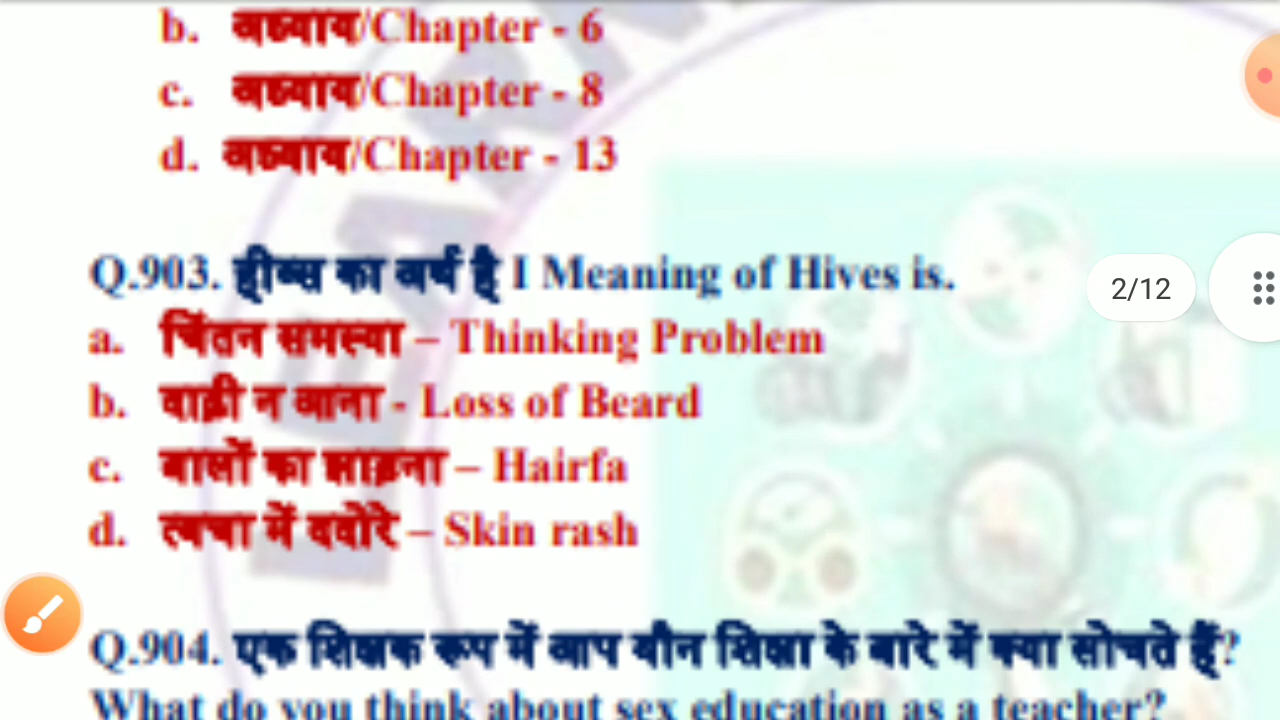 b. अध्याय/Chapter - 6
c. अध्याय/Chapter - 8
d. अध्याय/Chapter - 13
Q.903. हीव्स का अर्थ है I Meaning of Hives is.
2/12
a. चिंतन समस्या – Thinking Problem
b. दाढ़ी न आना - Loss of Beard
c. बालों का झाड़ना – Hairfa
d. त्वचा में ददोरे – Skin rash
Q.904. एक शिक्षक रूप में आप यौन शिक्षा के बारे में क्या सोचते हैं?
What do you think about sex education as a teacher?